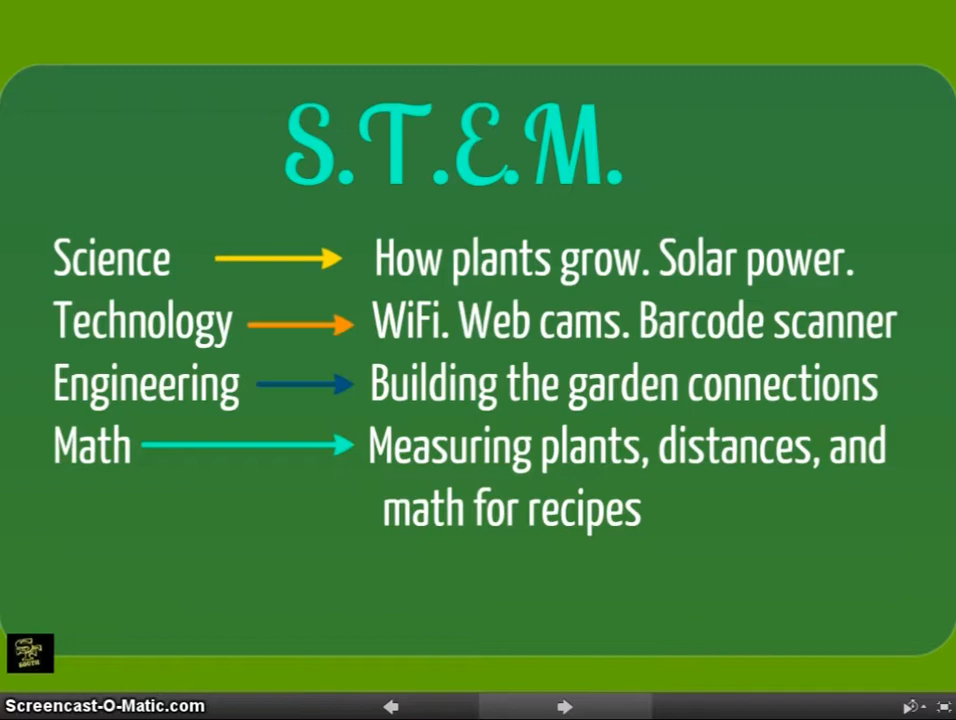 S.T.E.M.
Science How plants grow. Solar power.
Technology WiFi. Web cams. Barcode scanner
Engineering Building the garden connections
Math Measuring plants, distances, and
math for recipes
SOUTH
Screencast-O-Matic.com